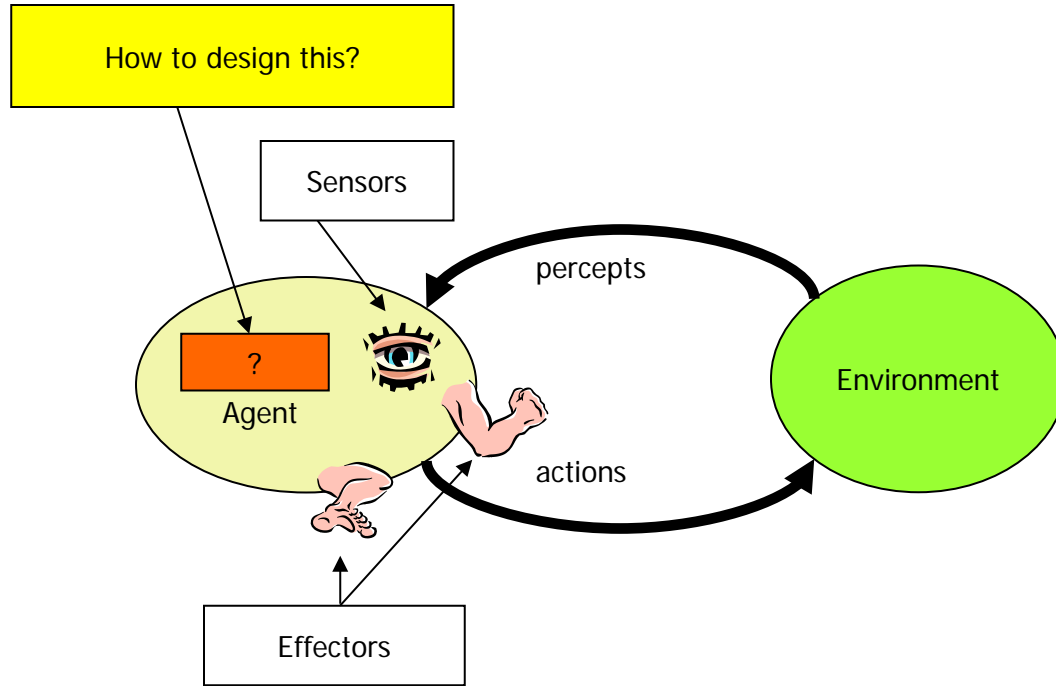 How to design this?
Sensors
percepts
?
Agent
Environment
actions
Effectors